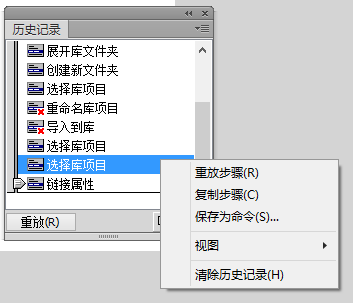 历史记录
展开库文件夹
创建新文件夹
选择库项目
重命名库项目
导入到库
选择库项目
选择库项目
链接属性
重放(R)
重放步骤(R)
复制步骤(C)
保存为命令(S)...
视图
清除历史记录(H)